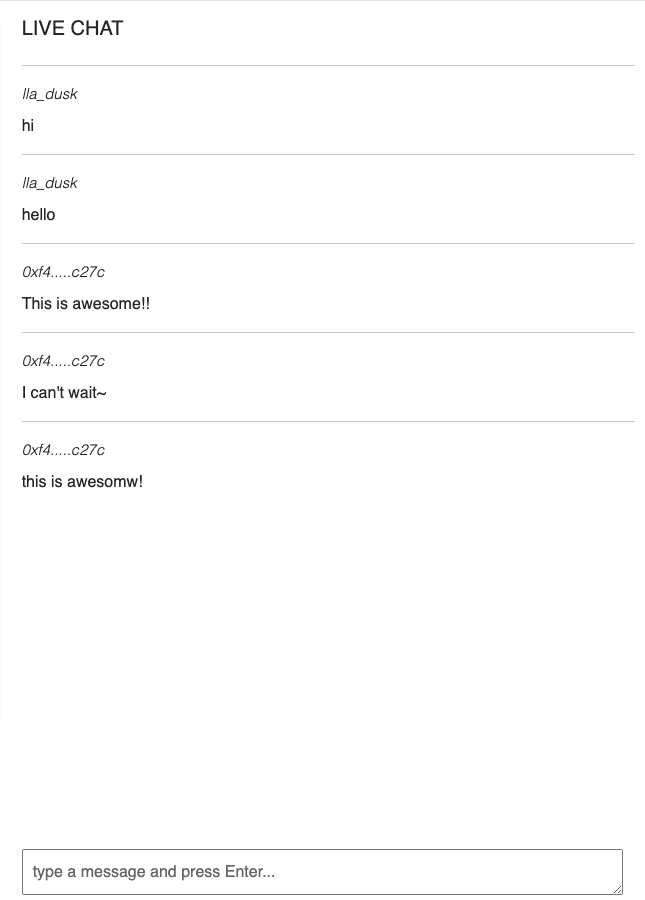 LIVE CHAT
lla_dusk
hi
lla_dusk
hello
0xf4.....c27c
This is awesome!!
0xf4.....c27c
I can't wait~
0xf4.....c27c
this is awesomw!
type a message and press Enter...